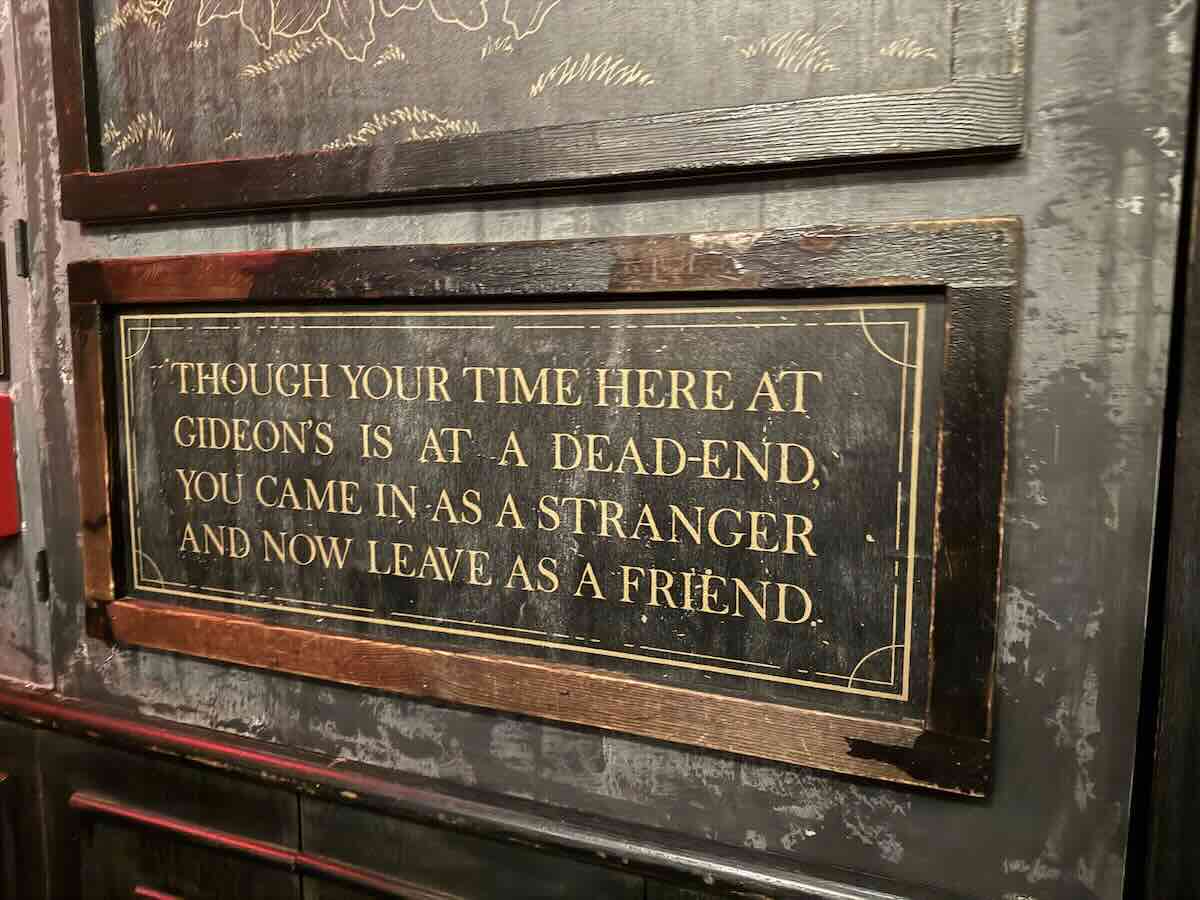 THOUGH YOUR TIME HERE AT
GIDEON'S IS AT A DEAD-END,
YOU CAME IN AS A STRANGER
AND NOW LEAVE AS A FRIEND.